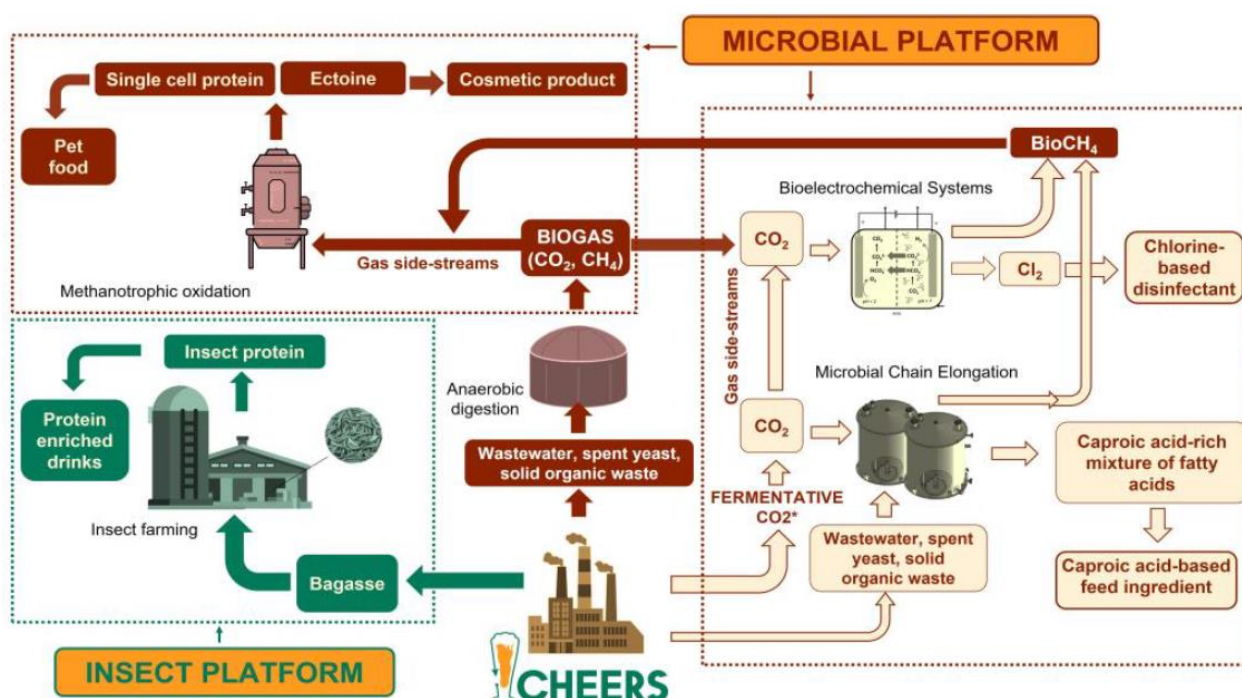 MICROBIAL PLATFORM
Single cell protein
Ectoine
Cosmetic product
Pet
food
BIOGAS
(CO₂, CH₄)
Gas side-streams
Methanotrophic oxidation
BioCH₄
Bioelectrochemical Systems
CO₂
Cl₂
Chlorine-
based
disinfectant
Gas side-streams
Insect protein
Protein
enriched
drinks
Insect farming
Bagasse
INSECT PLATFORM
Anaerobic
digestion
Wastewater, spent yeast,
solid organic waste
Microbial Chain Elongation
CO₂
FERMENTATIVE
CO2*
Wastewater, spent
yeast, solid
organic waste
Caproic acid-rich
mixture of fatty
acids
Caproic acid-based
feed ingredient
CHEERS